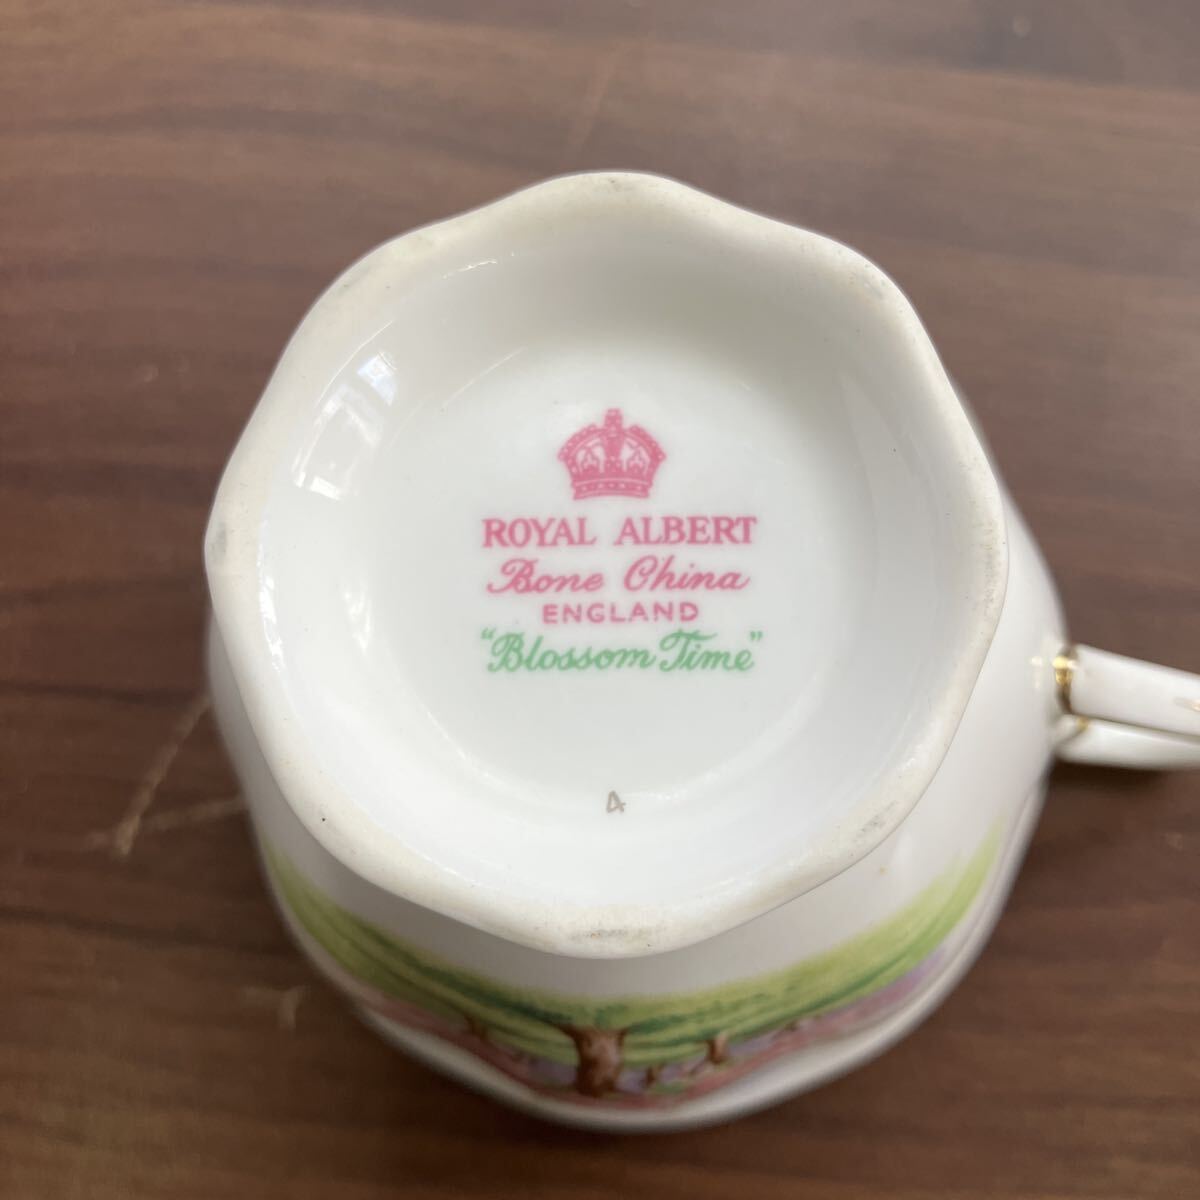 ROYAL ALBERT
Bone China
ENGLAND
"Blossom Time"
4